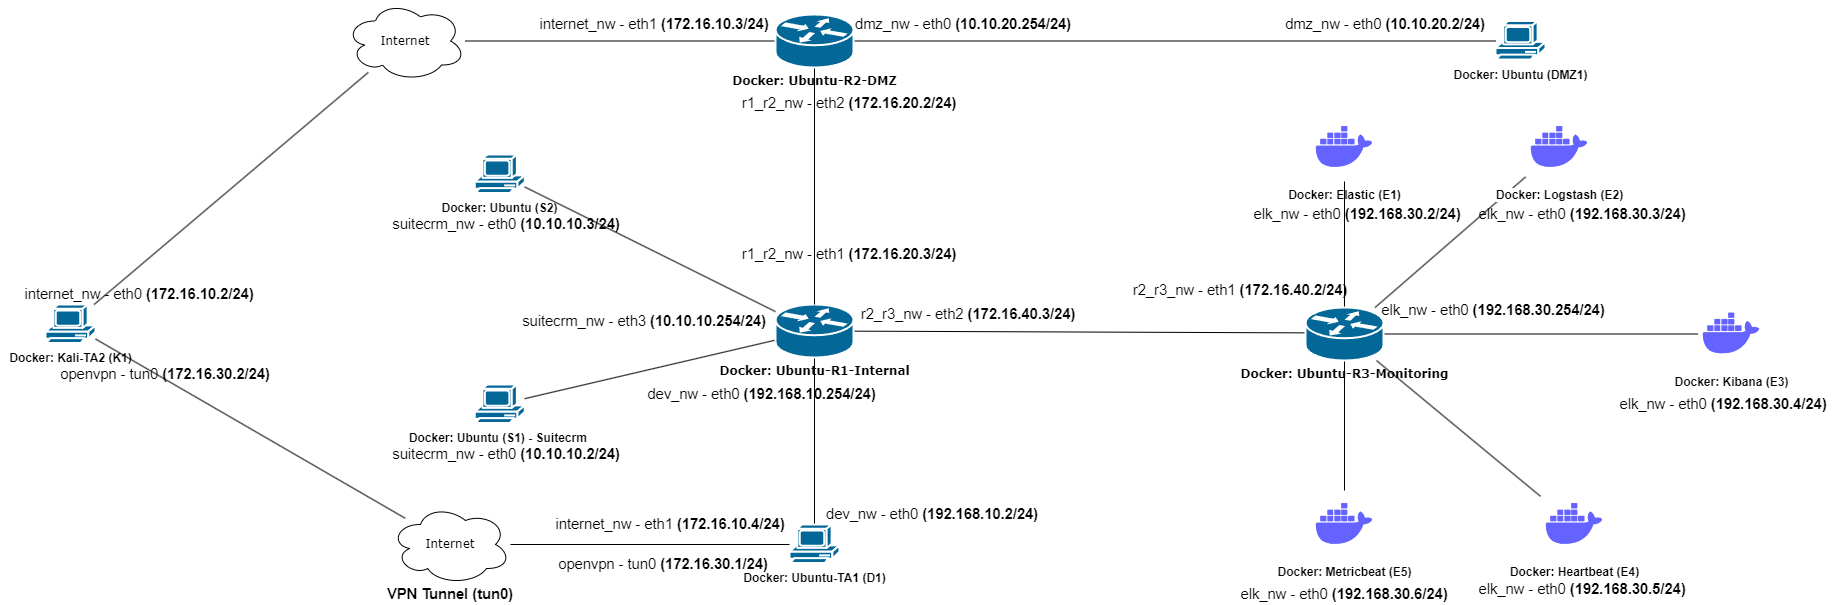 internet_nw - eth1 (172.16.10.3/24)
dmz_nw - eth0 (10.10.20.254/24)
dmz_nw - eth0 (10.10.20.2/24)
Internet
Docker: Ubuntu-R2-DMZ
Docker: Ubuntu (DMZ1)
r1_r2_nw - eth2 (172.16.20.2/24)
Docker: Ubuntu (S2)
suitecrm_nw - eth0 (10.10.10.3/24)
Docker: Elastic (E1)
elk_nw - eth0 (192.168.30.2/24)
Docker: Logstash (E2)
elk_nw - eth0 (192.168.30.3/24)
r1_r2_nw - eth1 (172.16.20.3/24)
internet_nw - eth0 (172.16.10.2/24)
r2_r3_nw - eth1 (172.16.40.2/24)
suitecrm_nw - eth3 (10.10.10.254/24)
r2_r3_nw - eth2 (172.16.40.3/24)
elk_nw - eth0 (192.168.30.254/24)
Docker: Kali-TA2 (K1)
openvpn - tun0 (172.16.30.2/24)
Docker: Ubuntu-R1-Internal
dev_nw - eth0 (192.168.10.254/24)
Docker: Ubuntu-R3-Monitoring
Docker: Kibana (E3)
elk_nw - eth0 (192.168.30.4/24)
Docker: Ubuntu (S1) - Suitecrm
suitecrm_nw - eth0 (10.10.10.2/24)
internet_nw - eth1 (172.16.10.4/24)
dev_nw - eth0 (192.168.10.2/24)
Internet
openvpn - tun0 (172.16.30.1/24)
Docker: Ubuntu-TA1 (D1)
VPN Tunnel (tun0)
Docker: Metricbeat (E5)
elk_nw - eth0 (192.168.30.6/24)
Docker: Heartbeat (E4)
elk_nw - eth0 (192.168.30.5/24)